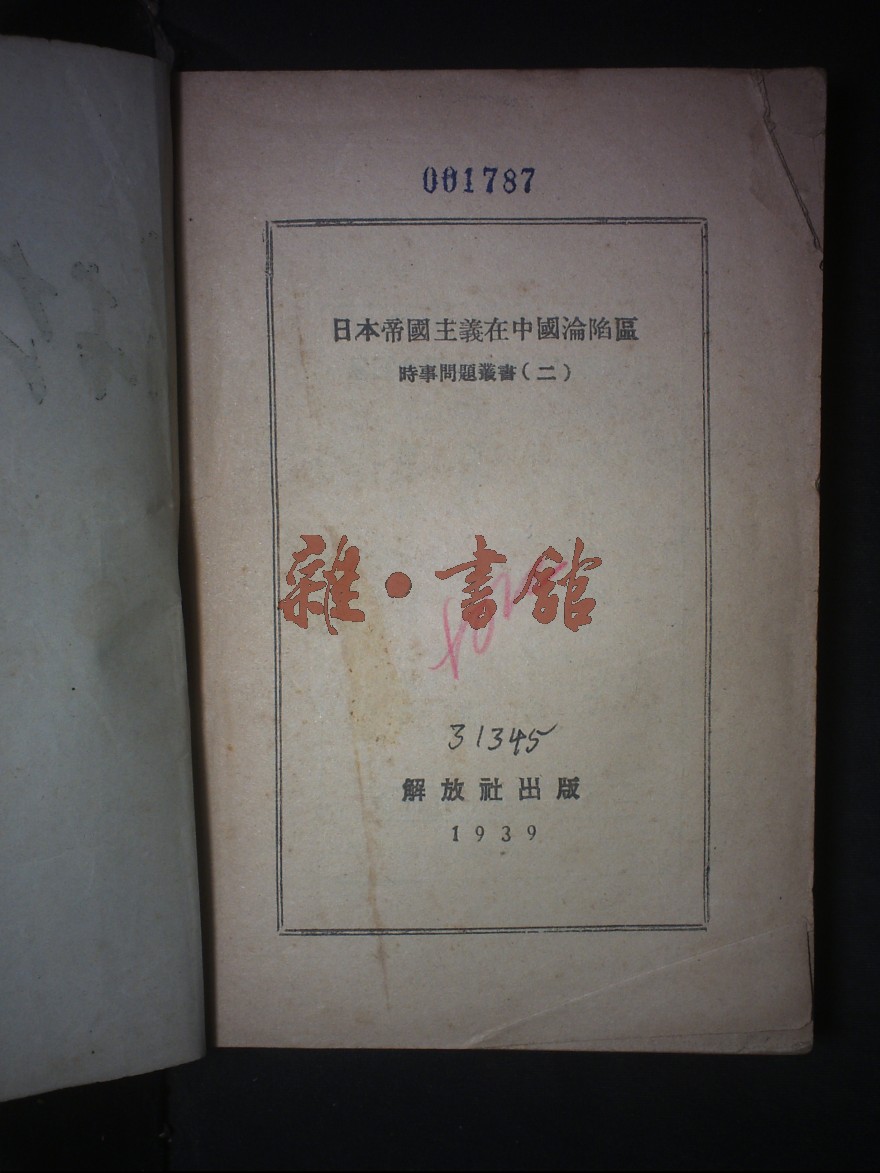 001787
日本帝國主義在中國淪陷區
時事問題叢書(二)
雜·書館
31345
解放社出版
1939